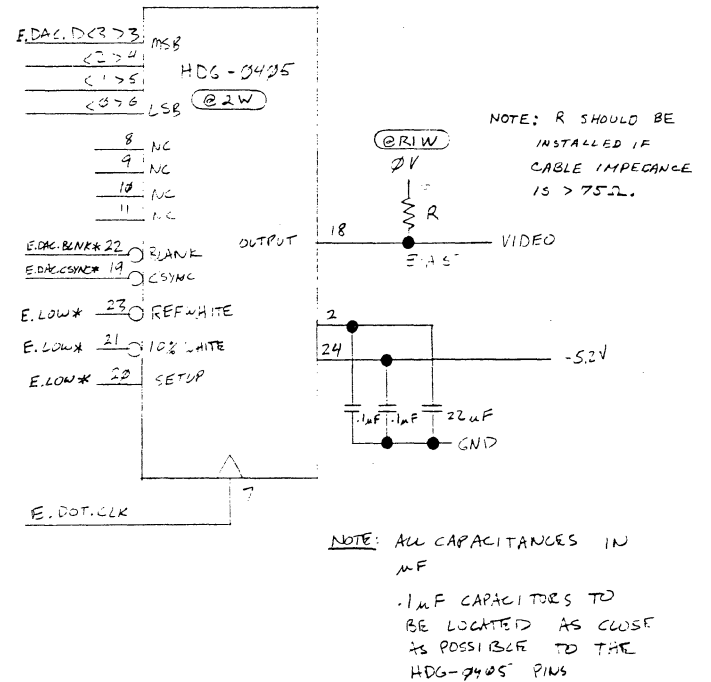 E.DAC.D<3>3 MSB
<2>4
<1>5
<0>6 LSB
HDG-0405
@2W
8 NC
9 NC
10 NC
11 NC
E.DAC.BLNK* 22 BLANK
E.DAC.CSYNC* 19 CSYNC
E.LOW* 23 REFWHITE
E.LOW* 21 10% WHITE
E.LOW* 20 SETUP
OUTPUT 18
@R1W
0V
R
VIDEO
NOTE: R SHOULD BE
INSTALLED IF
CABLE IMPEDANCE
IS > 75Ω.
2
24
-5.2V
.1µF .1µF 22µF
GND
7
E.DOT.CLK
NOTE: ALL CAPACITANCES IN
µF
.1µF CAPACITORS TO
BE LOCATED AS CLOSE
AS POSSIBLE TO THE
HDG-0405 PINS